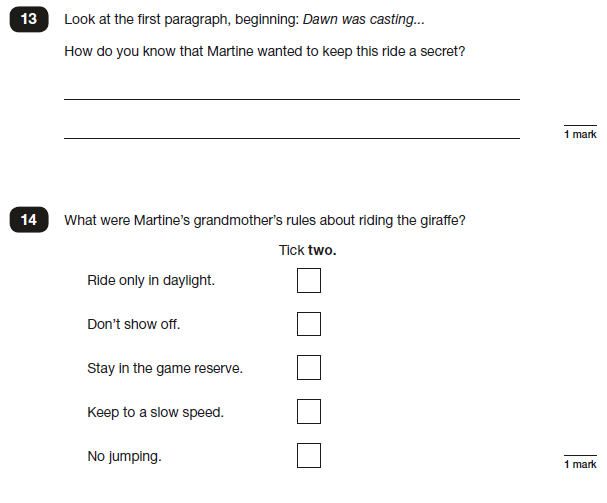 13 Look at the first paragraph, beginning: Dawn was casting...
How do you know that Martine wanted to keep this ride a secret?
1 mark
14 What were Martine's grandmother's rules about riding the giraffe?
Tick two.
Ride only in daylight.
Don't show off.
Stay in the game reserve.
Keep to a slow speed.
No jumping.
1 mark